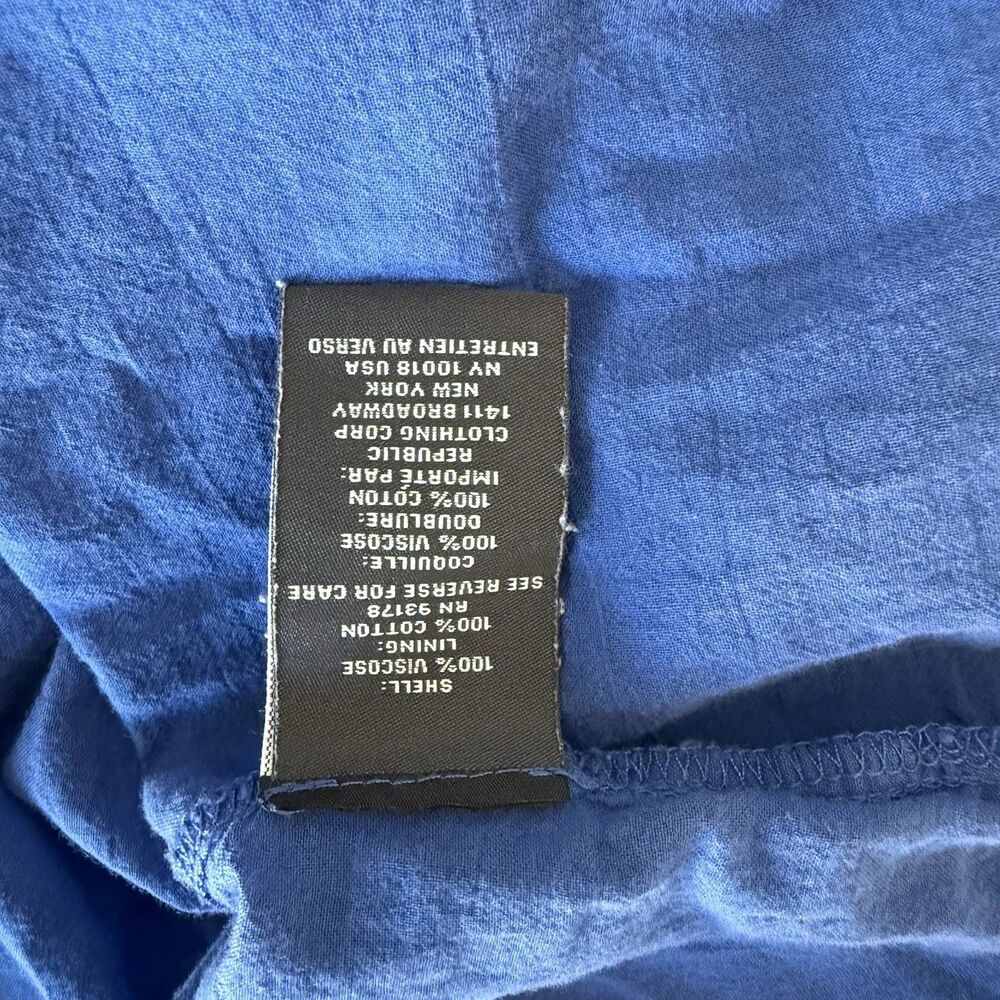 SHELL:
100% VISCOSE
LINING:
100% COTTON
RN 93178
SEE REVERSE FOR CARE
COQUILLE:
100% VISCOSE
DOUBLURE:
100% COTON
IMPORTÉ PAR:
REPUBLIC
CLOTHING CORP
1411 BROADWAY
NEW YORK
NY 10018 USA
ENTRETIEN AU VERSO